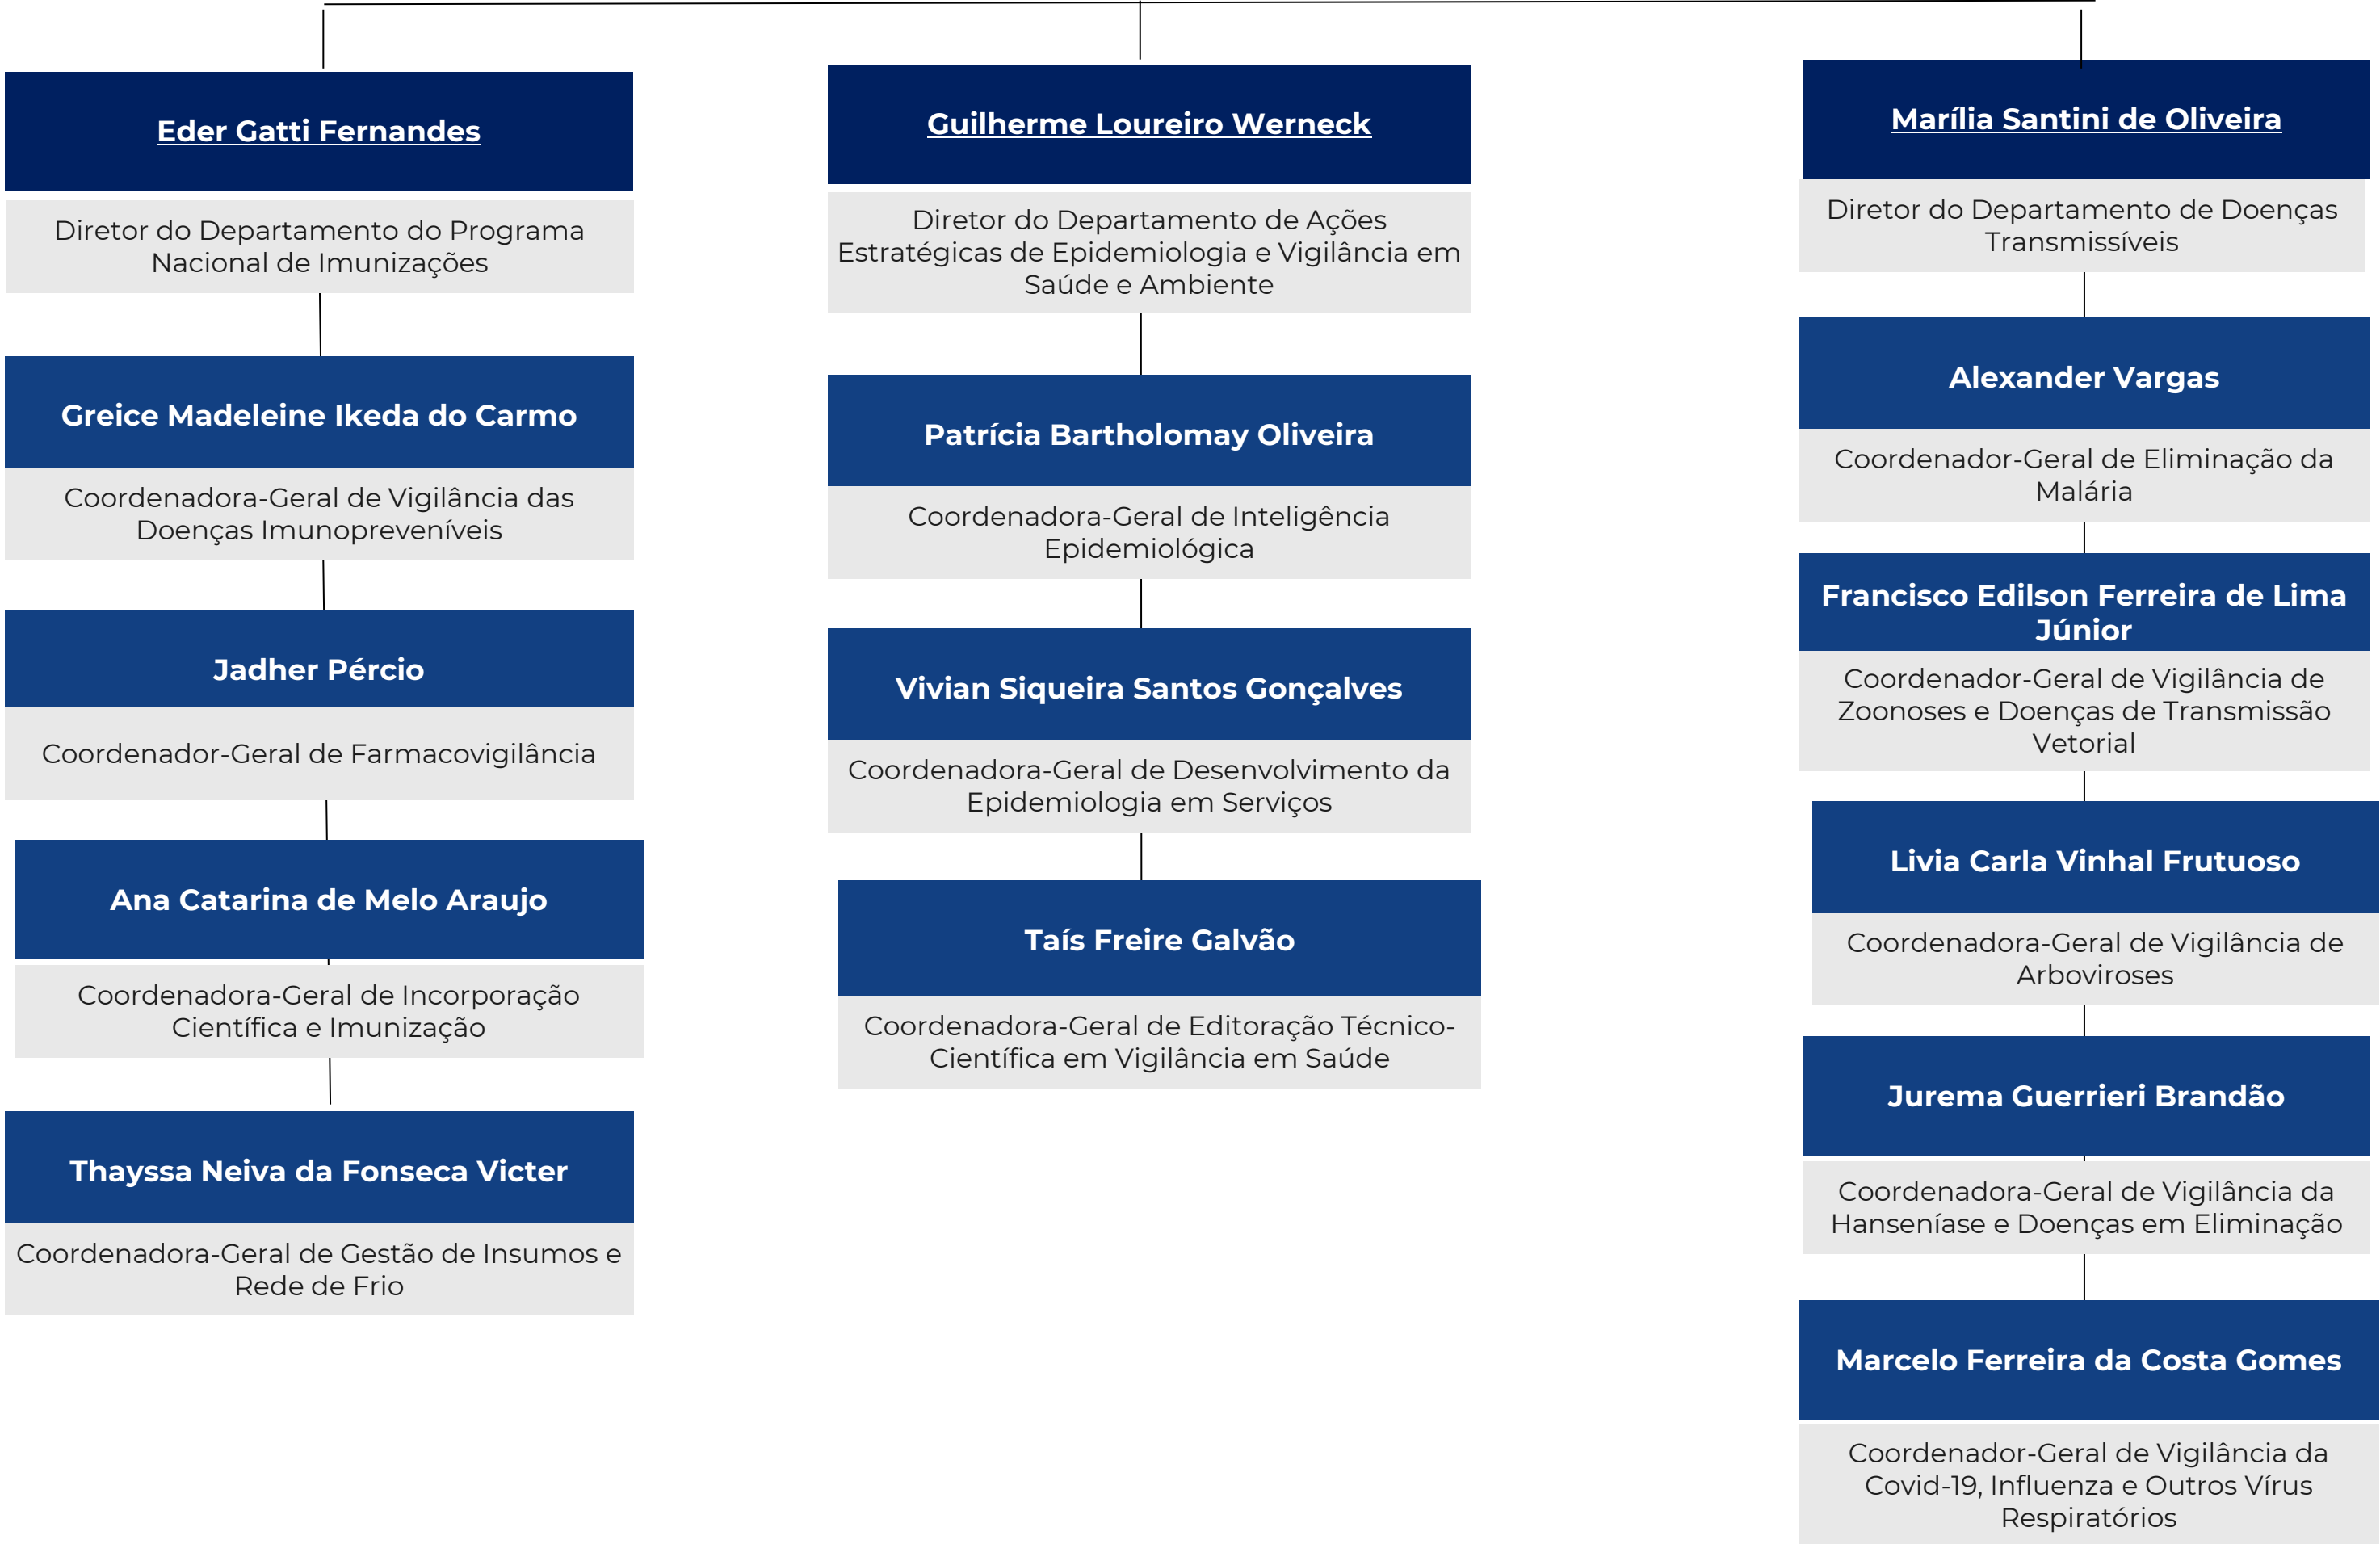 Eder Gatti Fernandes
Diretor do Departamento do Programa
Nacional de Imunizações
Greice Madeleine Ikeda do Carmo
Coordenadora-Geral de Vigilância das
Doenças Imunopreveníveis
Jadher Pércio
Coordenador-Geral de Farmacovigilância
Ana Catarina de Melo Araujo
Coordenadora-Geral de Incorporação
Científica e Imunização
Thayssa Neiva da Fonseca Victer
Coordenadora-Geral de Gestão de Insumos e
Rede de Frio
Guilherme Loureiro Werneck
Diretor do Departamento de Ações
Estratégicas de Epidemiologia e Vigilância em
Saúde e Ambiente
Patrícia Bartholomay Oliveira
Coordenadora-Geral de Inteligência
Epidemiológica
Vivian Siqueira Santos Gonçalves
Coordenadora-Geral de Desenvolvimento da
Epidemiologia em Serviços
Taís Freire Galvão
Coordenadora-Geral de Editoração Técnico-
Científica em Vigilância em Saúde
Marília Santini de Oliveira
Diretor do Departamento de Doenças
Transmissíveis
Alexander Vargas
Coordenador-Geral de Eliminação da
Malária
Francisco Edilson Ferreira de Lima
Júnior
Coordenador-Geral de Vigilância de
Zoonoses e Doenças de Transmissão
Vetorial
Livia Carla Vinhal Frutuoso
Coordenadora-Geral de Vigilância de
Arboviroses
Jurema Guerrieri Brandão
Coordenadora-Geral de Vigilância da
Hanseníase e Doenças em Eliminação
Marcelo Ferreira da Costa Gomes
Coordenador-Geral de Vigilância da
Covid-19, Influenza e Outros Vírus
Respiratórios